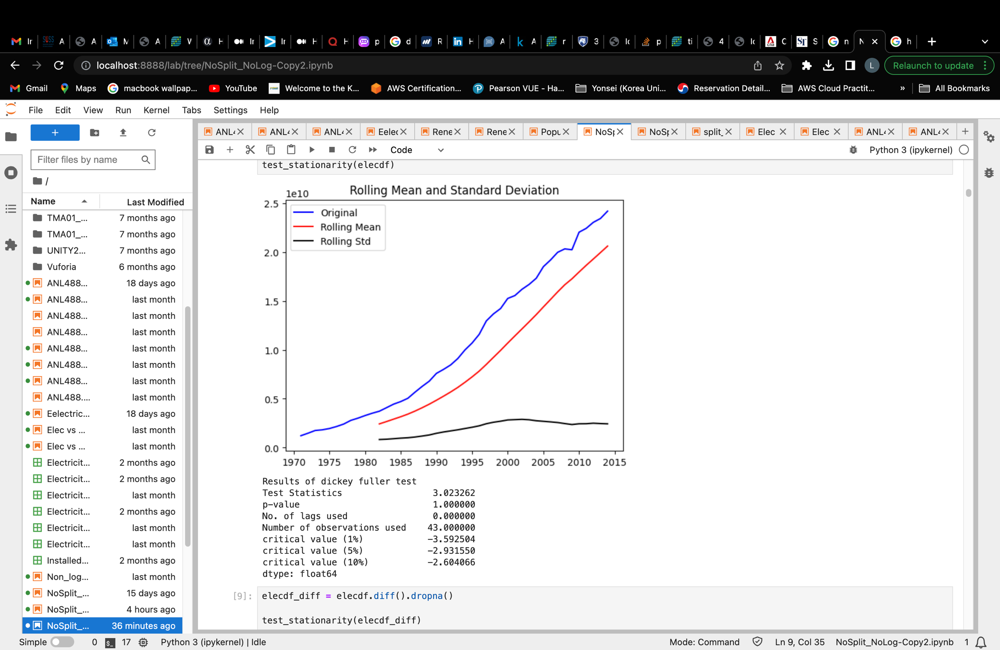 Ir A A M A V H Ir Ir H H p d R H A A r 3 Ic p ti 4 Ic C S n N h
localhost:8888/lab/tree/NoSplit_NoLog-Copy2.ipynb L Relaunch to update
Gmail Maps macbook wallpap... YouTube Welcome to the K... AWS Certification... Pearson VUE - Ha... Yonsei (Korea Uni... Reservation Detail... AWS Cloud Practit... » All Bookmarks
File Edit View Run Kernel Tabs Settings Help
ANL4 ANL4 ANL4 Eelec Rene Rene Popu NoSp NoSp split_ Elec Elec ANL4 ANL4
Code Python 3 (ipykernel)
Filter files by name
/
Name Last Modified
TMA01_... 7 months ago
TMA01_... 7 months ago
UNITY2... 7 months ago
Vuforia 6 months ago
ANL488... 18 days ago
ANL488... last month
ANL488... last month
ANL488... last month
ANL488... last month
ANL488... last month
ANL488... last month
ANL488.... last month
Eelectric... 18 days ago
Elec vs ... last month
Elec vs ... last month
Electricit... 2 months ago
Electricit... 2 months ago
Electricit... last month
Electricit... 2 months ago
Electricit... last month
Electricit... last month
Installed... 2 months ago
Non_log... last month
NoSplit_... 15 days ago
NoSplit_... 4 hours ago
NoSplit_... 36 minutes ago
test_stationarity(elecdf)
Rolling Mean and Standard Deviation
1e10
2.5
2.0
1.5
1.0
0.5
0.0
Original
Rolling Mean
Rolling Std
1970 1975 1980 1985 1990 1995 2000 2005 2010 2015
Results of dickey fuller test
Test Statistics 3.023262
p-value 1.000000
No. of lags used 0.000000
Number of observations used 43.000000
critical value (1%) -3.592504
critical value (5%) -2.931550
critical value (10%) -2.604066
dtype: float64
[9]: elecdf_diff = elecdf.diff().dropna()
test_stationarity(elecdf_diff)
Simple 0 17 Python 3 (ipykernel) | Idle Mode: Command Ln 9, Col 35 NoSplit_NoLog-Copy2.ipynb 1